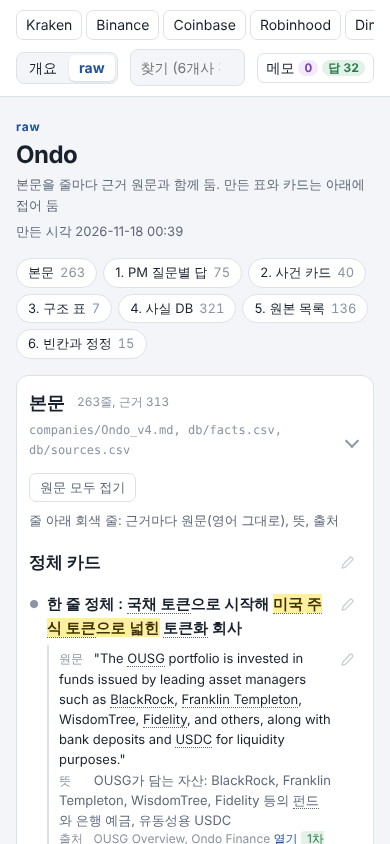 Kraken Binance Coinbase Robinhood
개요 raw 찾기 (6개사 메모 0 답 32
raw
Ondo
본문을 줄마다 근거 원문과 함께 둠. 만든 표와 카드는 아래에
접어 둠
만든 시각 2026-11-18 00:39
본문 263 1. PM 질문별 답 75 2. 사건 카드 40
3. 구조 표 7 4. 사실 DB 321 5. 원본 목록 136
6. 빈칸과 정정 15
본문 263줄, 근거 313
companies/Ondo_v4.md, db/facts.csv,
db/sources.csv
원문 모두 접기
줄 아래 회색 줄: 근거마다 원문(영어 그대로), 뜻, 출처
정체 카드
한 줄 정체 : 국채 토큰으로 시작해 미국 주
식 토큰으로 넓힌 토큰화 회사
원문 "The OUSG portfolio is invested in
funds issued by leading asset managers
such as BlackRock, Franklin Templeton,
WisdomTree, Fidelity, and others, along with
bank deposits and USDC for liquidity
purposes."
뜻 OUSG가 담는 자산: BlackRock, Franklin
Templeton, WisdomTree, Fidelity 등의 펀드
와 은행 예금, 유동성용 USDC
출처 OUSG Overview, Ondo Finance 열기 1차